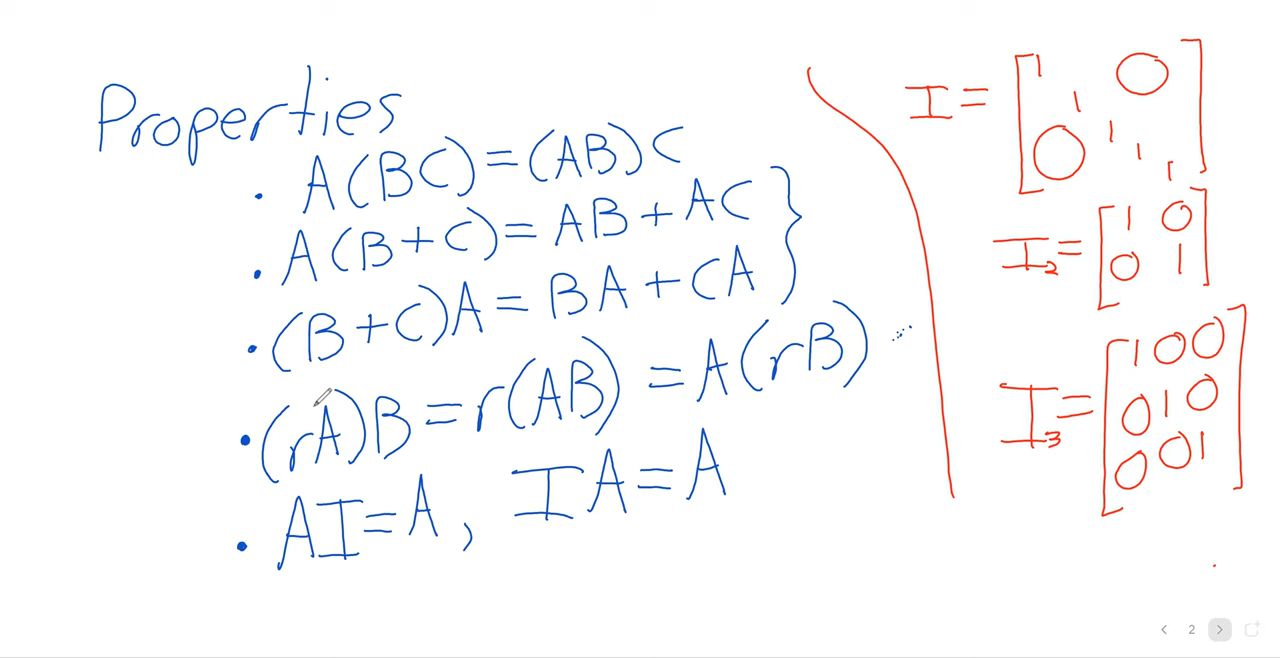 Properties
• A(BC) = (AB)C
• A(B+C) = AB + AC }
• (B+C)A = BA + CA
• (rA)B = r(AB) = A(rB)
• AI = A, IA = A
I = [1 0
1
1
0 1
1]
I₂ = [1 0
0 1]
I₃ = [1 0 0
0 1 0
0 0 1]
2